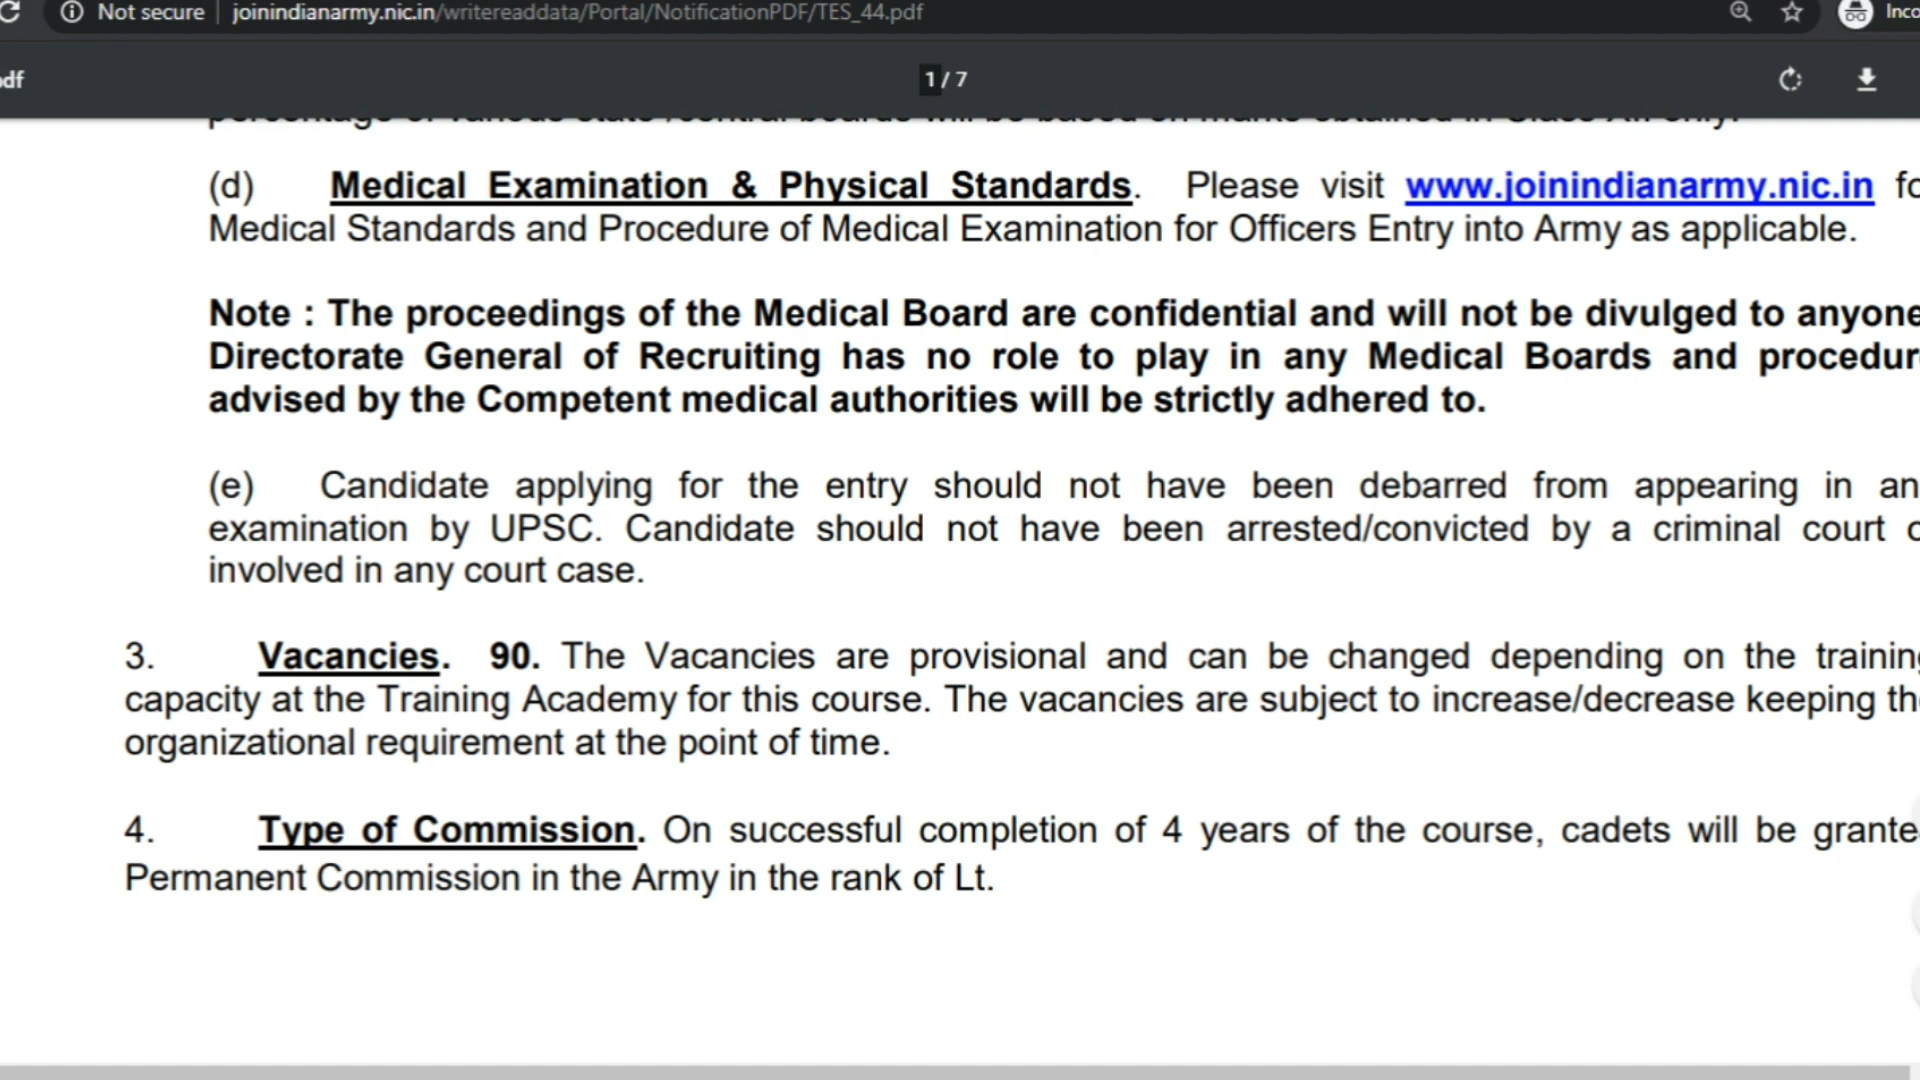 Not secure joinindianarmy.nic.in/writereaddata/Portal/NotificationPDF/TES_44.pdf
1 / 7
(d) Medical Examination & Physical Standards. Please visit www.joinindianarmy.nic.in
Medical Standards and Procedure of Medical Examination for Officers Entry into Army as applicable.
Note : The proceedings of the Medical Board are confidential and will not be divulged to anyone
Directorate General of Recruiting has no role to play in any Medical Boards and
advised by the Competent medical authorities will be strictly adhered to.
(e) Candidate applying for the entry should not have been debarred from appearing in
examination by UPSC. Candidate should not have been arrested/convicted by a criminal court
involved in any court case.
3. Vacancies. 90. The Vacancies are provisional and can be changed depending on the training
capacity at the Training Academy for this course. The vacancies are subject to increase/decrease keeping
organizational requirement at the point of time.
4. Type of Commission. On successful completion of 4 years of the course, cadets will be
Permanent Commission in the Army in the rank of Lt.